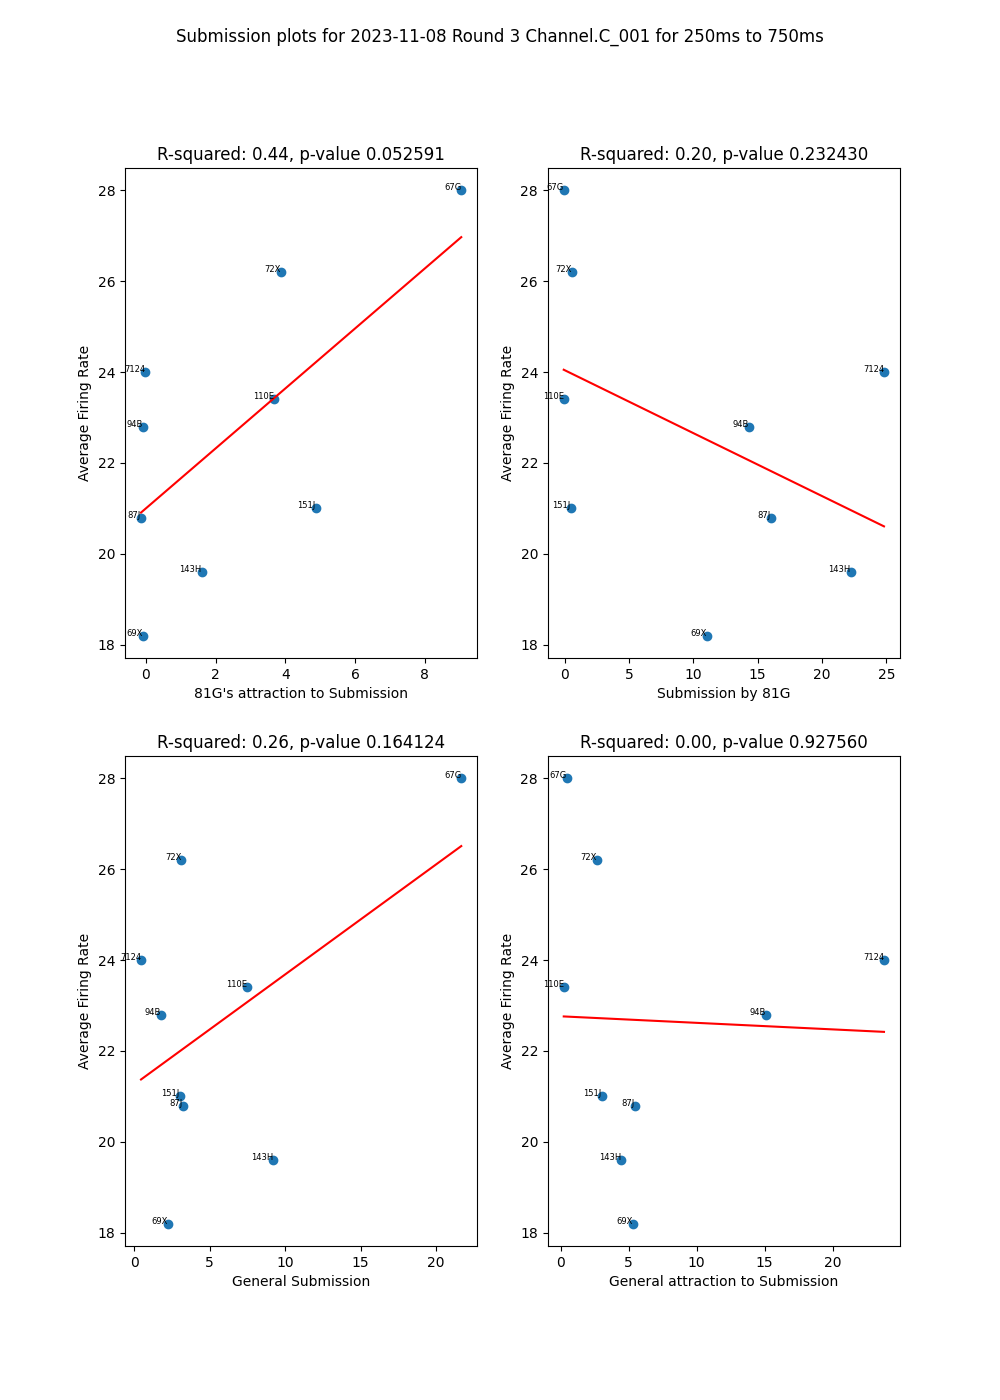 Submission plots for 2023-11-08 Round 3 Channel.C_001 for 250ms to 750ms
R-squared: 0.44, p-value 0.052591
28
26
24
22
20
18
Average Firing Rate
67G
72X
7124
110E
94B
151J
87J
143H
69X
0 2 4 6 8
81G's attraction to Submission
R-squared: 0.20, p-value 0.232430
28
26
24
22
20
18
Average Firing Rate
67G
72X
7124
110E
94B
151J
87J
143H
69X
0 5 10 15 20 25
Submission by 81G
R-squared: 0.26, p-value 0.164124
28
26
24
22
20
18
Average Firing Rate
67G
72X
7124
110E
94B
151J
87J
143H
69X
0 5 10 15 20
General Submission
R-squared: 0.00, p-value 0.927560
28
26
24
22
20
18
Average Firing Rate
67G
72X
7124
110E
94B
151J
87J
143H
69X
0 5 10 15 20
General attraction to Submission